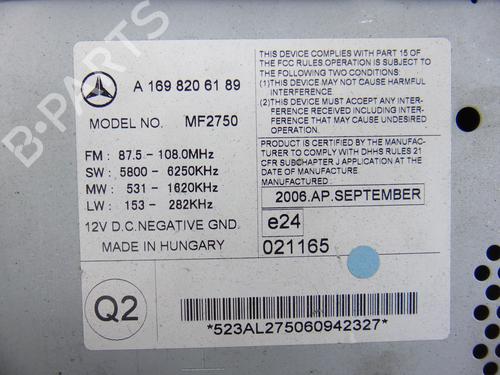 A 169 820 61 89
MODEL NO. MF2750
FM : 87.5 - 108.0MHz
SW : 5800 - 6250KHz
MW : 531 - 1620KHz
LW : 153 - 282KHz
12V D.C.NEGATIVE GND.
MADE IN HUNGARY
THIS DEVICE COMPLIES WITH PART 15 OF
THE FCC RULES.OPERATION IS SUBJECT TO
THE FOLLOWING TWO CONDITIONS:
(1)THIS DEVICE MAY NOT CAUSE HARMFUL
INTERFERENCE.
(2)THIS DEVICE MUST ACCEPT ANY INTER-
FERENCE RECEIVED INCLUDING INTERFER-
ENCE THAT MAY CAUSE UNDESIRED
OPERATION.
PRODUCT IS CERTIFIED BY THE MANUFAC-
TURER TO COMPLY WITH DHHS RULES 21
CFR SUBCHAPTER J APPLICATION AT THE
DATE OF MANUFACTURE.
MANUFACTURED :
2006.AP.SEPTEMBER
e24
021165
Q2
*523AL275060942327*
B-PARTS